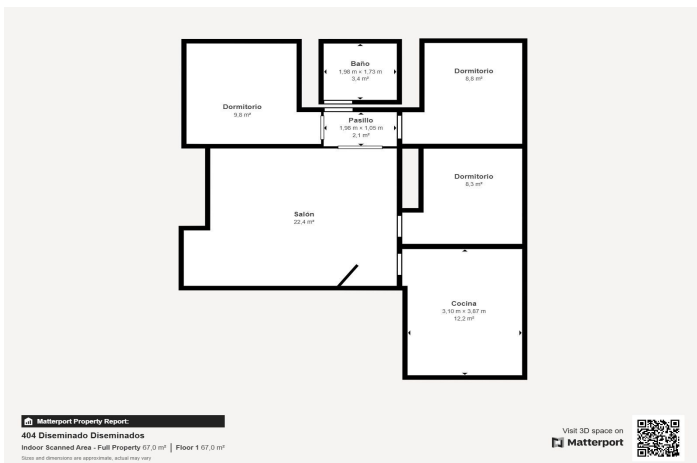 Baño
1,96 m × 1,73 m
3,4 m²
Dormitorio
8,8 m²
Dormitorio
9,8 m²
Pasillo
1,96 m × 1,05 m
2,1 m²
Dormitorio
8,3 m²
Salón
22,4 m²
Cocina
3,10 m × 3,87 m
12,2 m²
Matterport Property Report:
404 Diseminado Diseminados
Indoor Scanned Area - Full Property 67,0 m² | Floor 1 67,0 m²
Sizes and dimensions are approximate, actual may vary
Visit 3D space on
Matterport